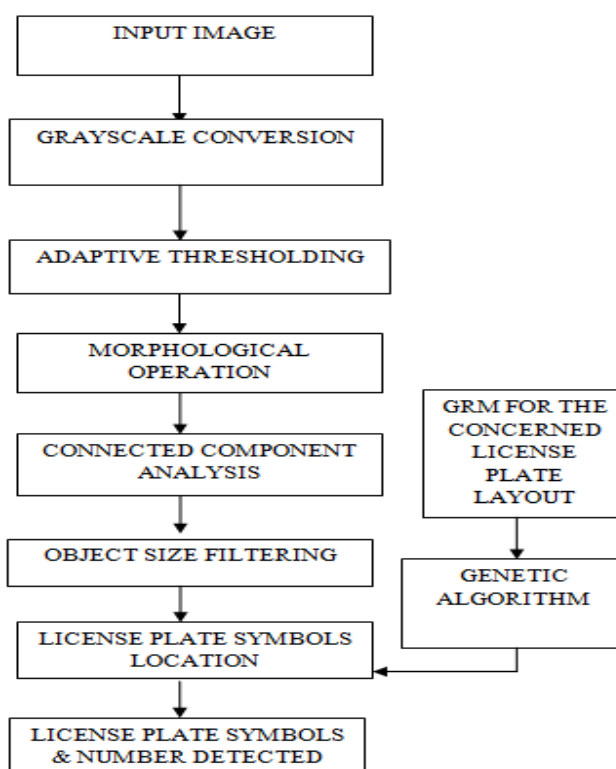 INPUT IMAGE
GRAYSCALE CONVERSION
ADAPTIVE THRESHOLDING
MORPHOLOGICAL
OPERATION
CONNECTED COMPONENT
ANALYSIS
OBJECT SIZE FILTERING
GRM FOR THE
CONCERNED
LICENSE
PLATE
LAYOUT
GENETIC
ALGORITHM
LICENSE PLATE SYMBOLS
LOCATION
LICENSE PLATE SYMBOLS
& NUMBER DETECTED